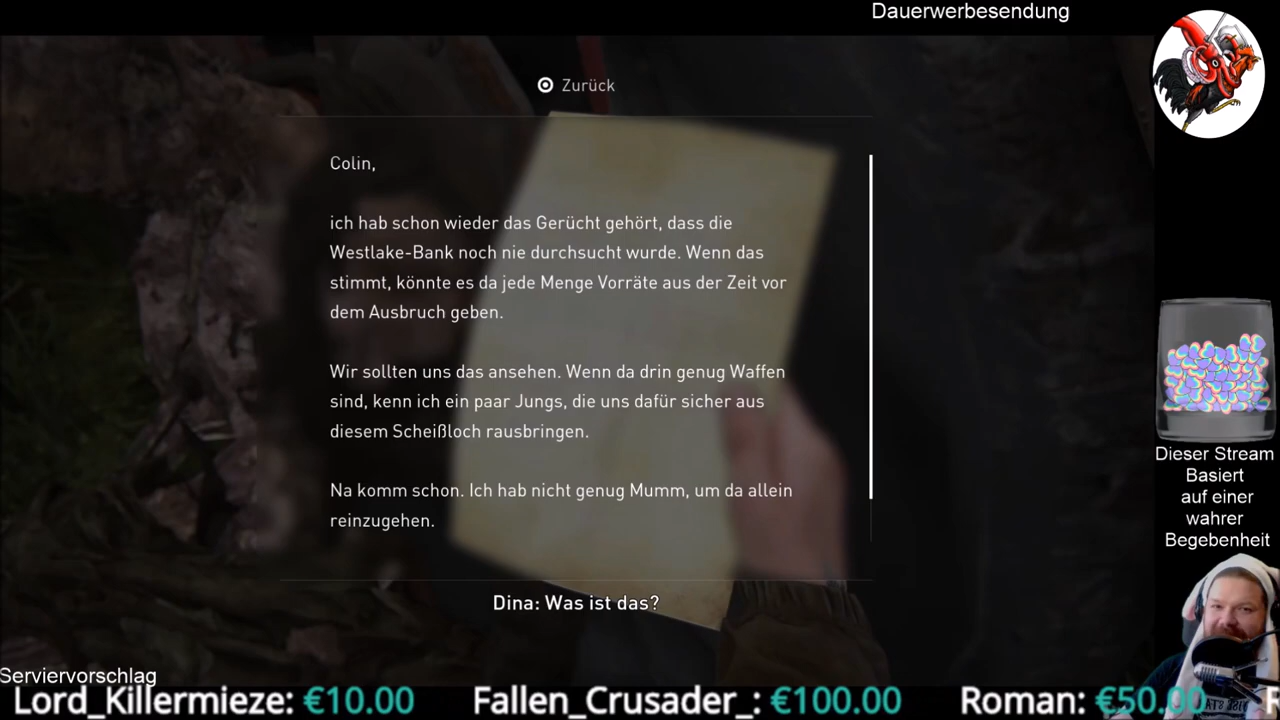 Dauerwerbesendung
Zurück
Colin,
ich hab schon wieder das Gerücht gehört, dass die
Westlake-Bank noch nie durchsucht wurde. Wenn das
stimmt, könnte es da jede Menge Vorräte aus der Zeit vor
dem Ausbruch geben.
Wir sollten uns das ansehen. Wenn da drin genug Waffen
sind, kenn ich ein paar Jungs, die uns dafür sicher aus
diesem Scheißloch rausbringen.
Na komm schon. Ich hab nicht genug Mumm, um da allein
reinzugehen.
Dina: Was ist das?
Dieser Stream
Basiert
auf einer
wahrer
Begebenheit
Serviervorschlag
Lord_Killermieze: €10.00 Fallen_Crusader_: €100.00 Roman: €50.00 F